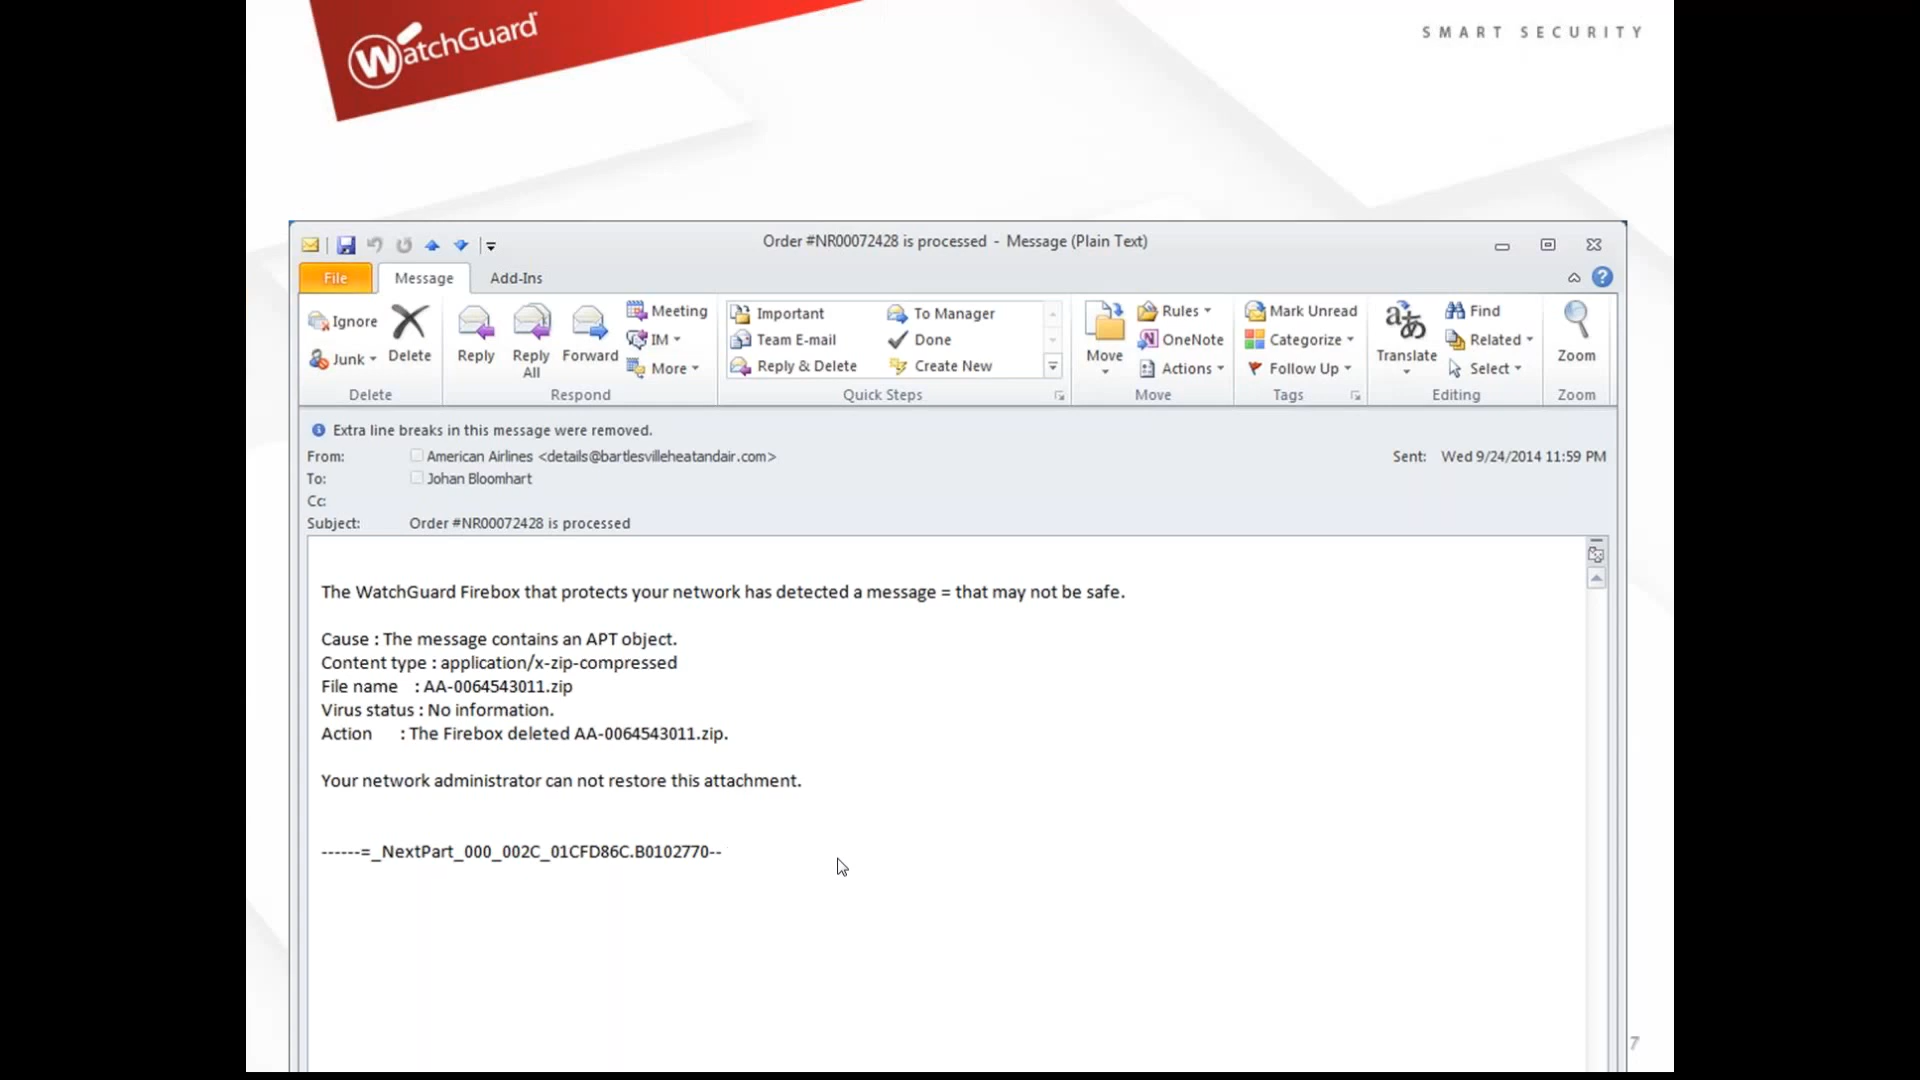 WatchGuard
SMART SECURITY
Order #NR00072428 is processed - Message (Plain Text)
File Message Add-Ins
Ignore
Junk
Delete
Delete
Reply
Reply All
Forward
Meeting
IM
More
Respond
Important
Team E-mail
Reply & Delete
To Manager
Done
Create New
Quick Steps
Move
Rules
OneNote
Actions
Move
Mark Unread
Categorize
Follow Up
Tags
Translate
Find
Related
Select
Editing
Zoom
Zoom
Extra line breaks in this message were removed.
From: American Airlines <details@bartlesvilleheatandair.com> Sent: Wed 9/24/2014 11:59 PM
To: Johan Bloomhart
Cc:
Subject: Order #NR00072428 is processed
The WatchGuard Firebox that protects your network has detected a message = that may not be safe.
Cause : The message contains an APT object.
Content type : application/x-zip-compressed
File name : AA-0064543011.zip
Virus status : No information.
Action : The Firebox deleted AA-0064543011.zip.
Your network administrator can not restore this attachment.
------=_NextPart_000_002C_01CFD86C.B0102770--
7